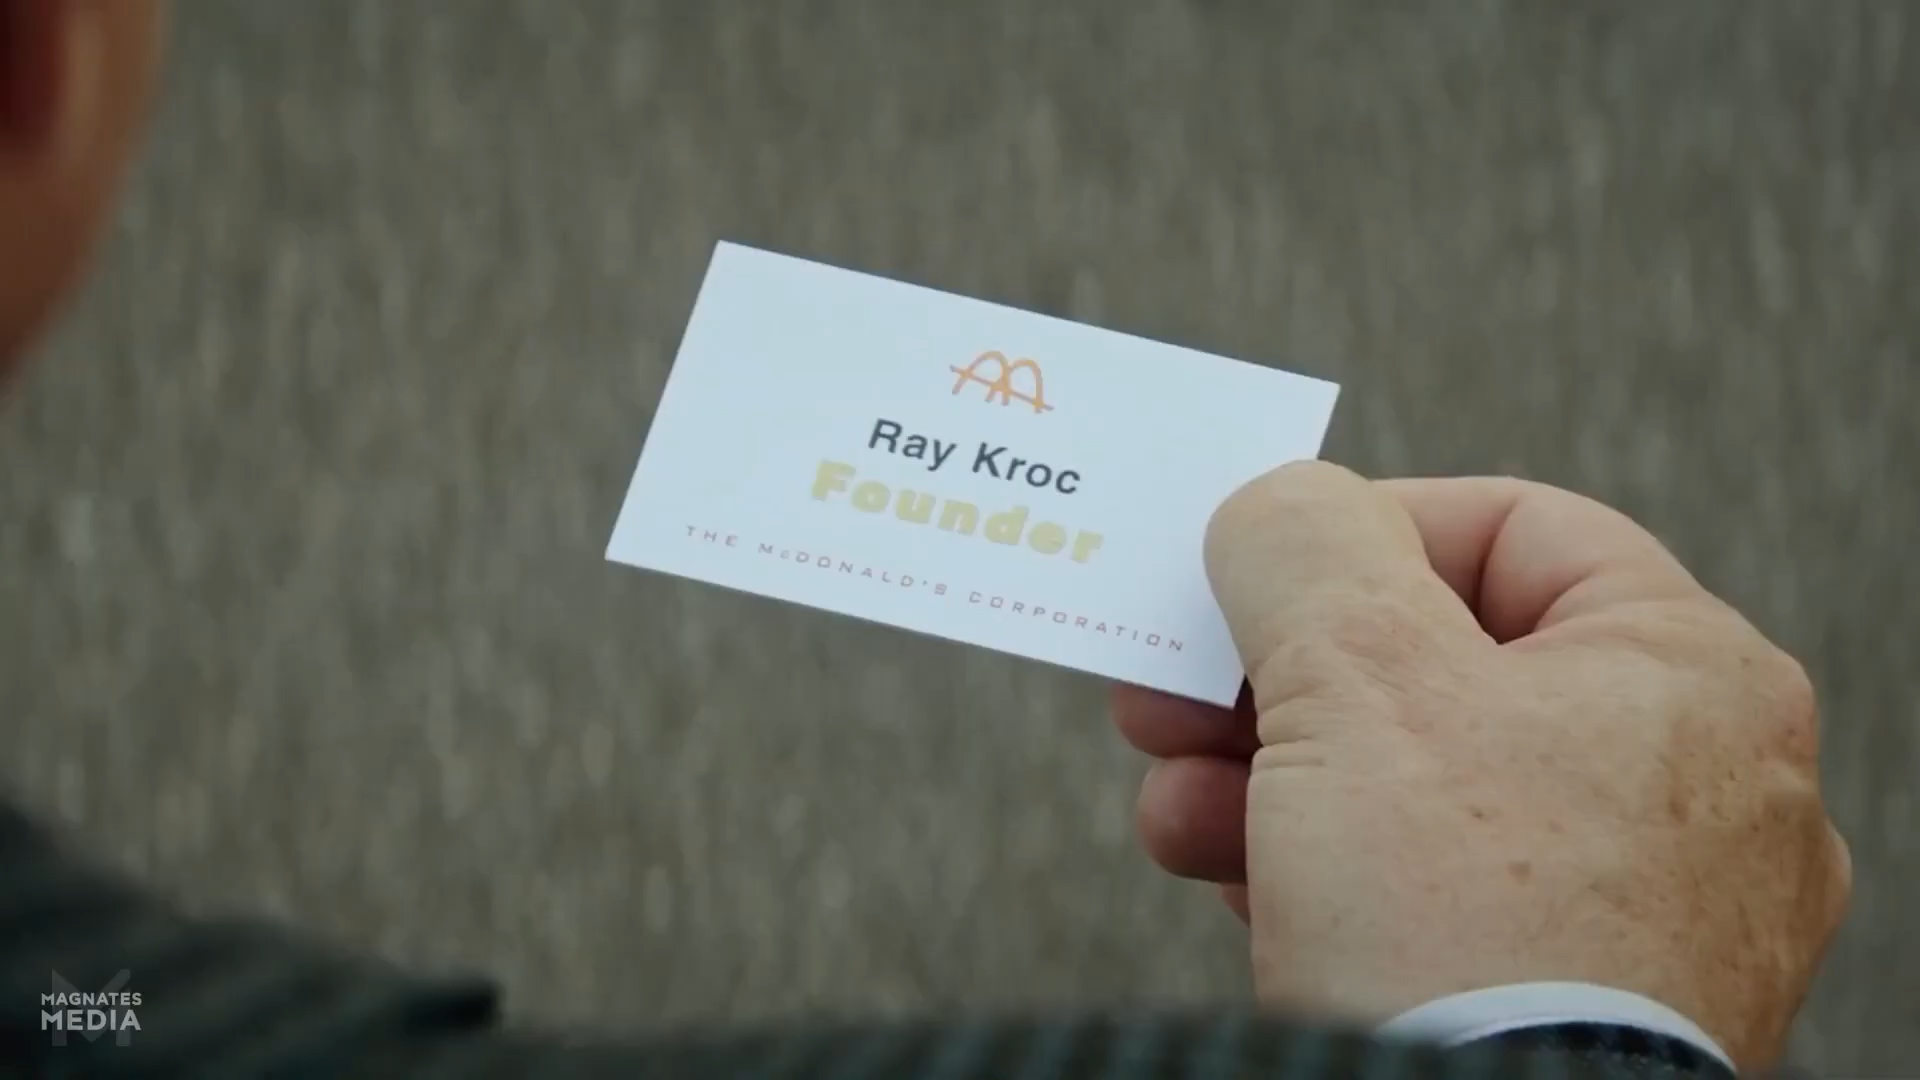 Ray Kroc
Founder
THE McDONALD'S CORPORATION
MAGNATES
MEDIA